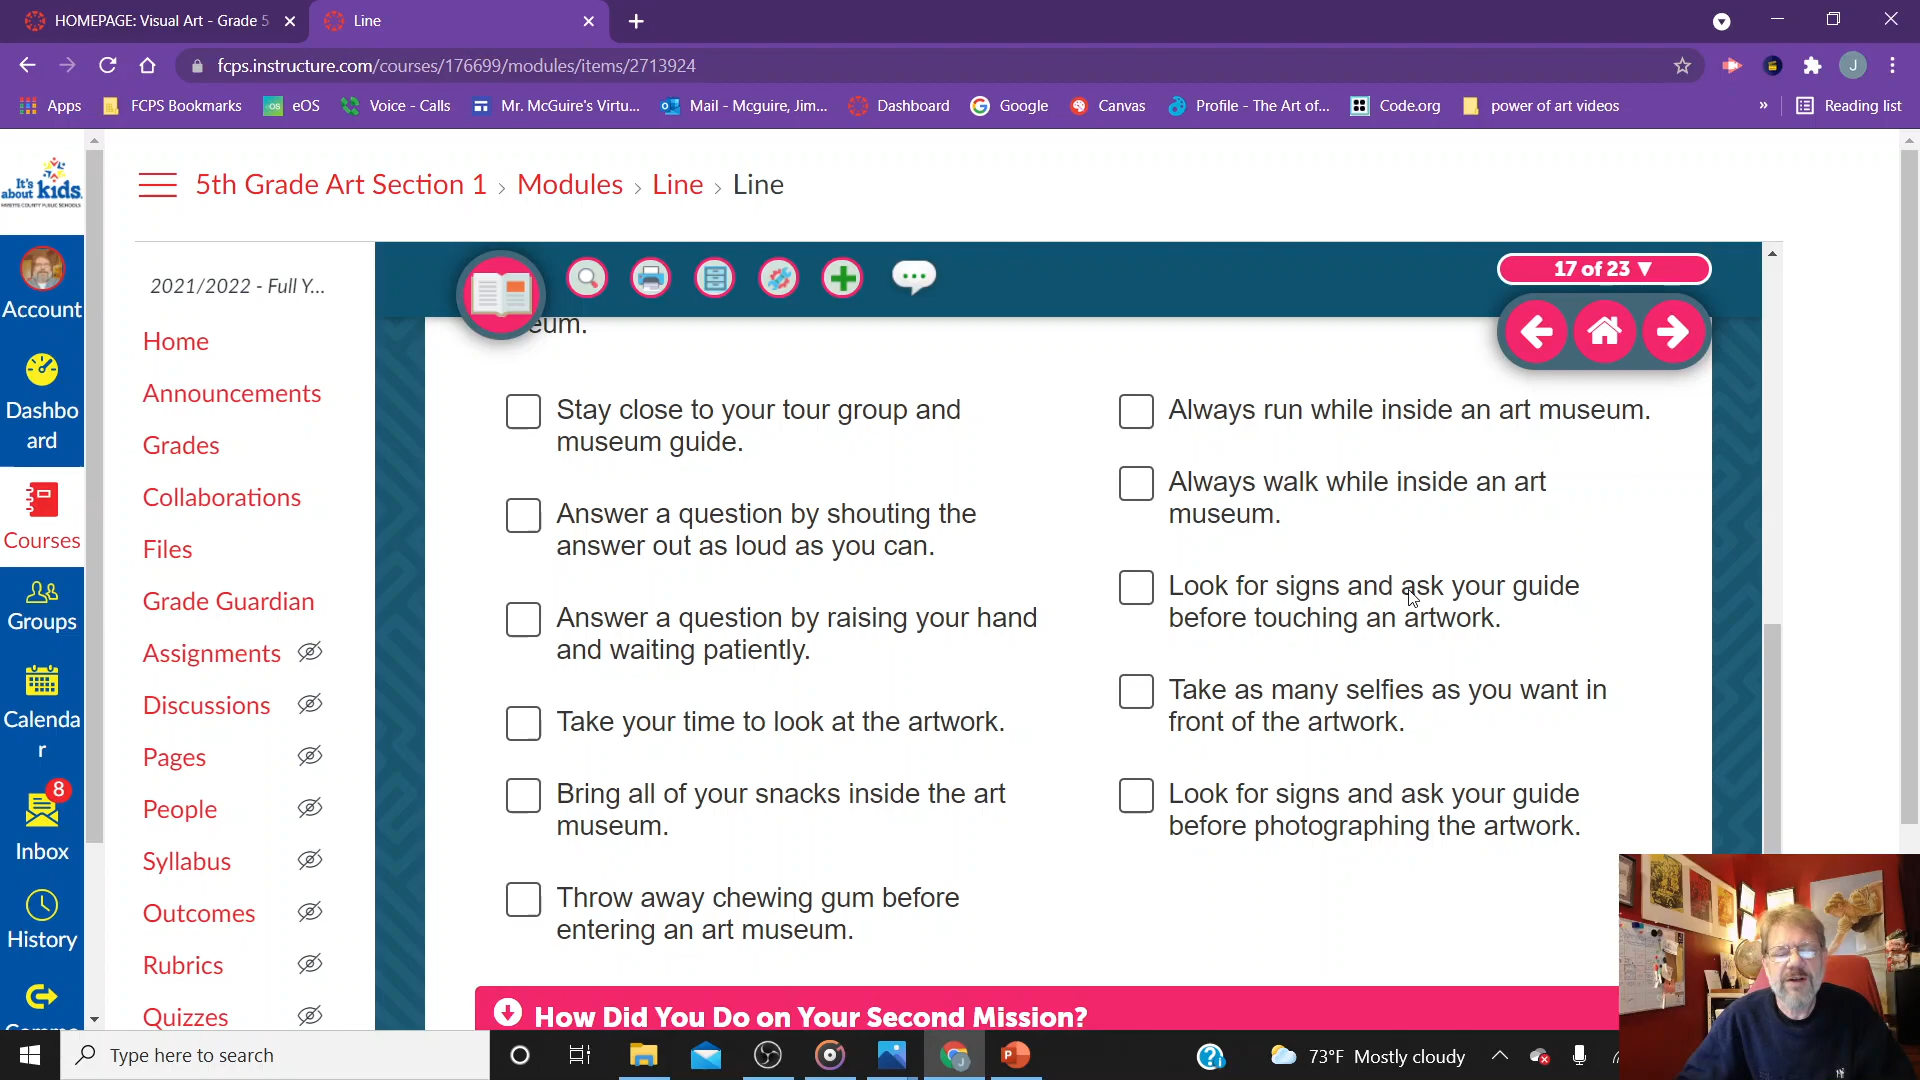 HOMEPAGE: Visual Art - Grade 5
Line
fcps.instructure.com/courses/176699/modules/items/2713924
J
Apps
FCPS Bookmarks
eOS
Voice - Calls
Mr. McGuire's Virtu...
Mail - Mcguire, Jim...
Dashboard
Google
Canvas
Profile - The Art of...
Code.org
power of art videos
»
Reading list
It's about kids.
FAYETTE COUNTY PUBLIC SCHOOLS
5th Grade Art Section 1 › Modules › Line › Line
Account
Dashbo
ard
Courses
Groups
Calenda
r
8
Inbox
History
2021/2022 - Full Y...
Home
Announcements
Grades
Collaborations
Files
Grade Guardian
Assignments
Discussions
Pages
People
Syllabus
Outcomes
Rubrics
Quizzes
17 of 23 ▼
eum.
Stay close to your tour group and
museum guide.
Answer a question by shouting the
answer out as loud as you can.
Answer a question by raising your hand
and waiting patiently.
Take your time to look at the artwork.
Bring all of your snacks inside the art
museum.
Throw away chewing gum before
entering an art museum.
Always run while inside an art museum.
Always walk while inside an art
museum.
Look for signs and ask your guide
before touching an artwork.
Take as many selfies as you want in
front of the artwork.
Look for signs and ask your guide
before photographing the artwork.
How Did You Do on Your Second Mission?
Type here to search
73°F Mostly cloudy